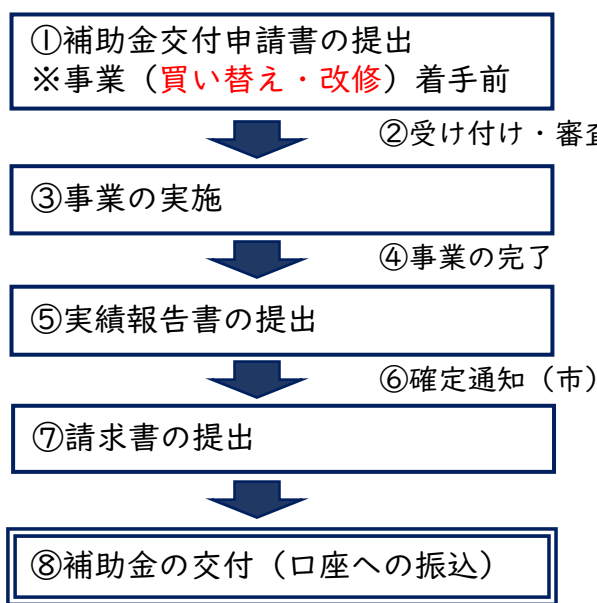 ①補助金交付申請書の提出
※事業（買い替え・改修）着手前
②受け付け・審査
③事業の実施
④事業の完了
⑤実績報告書の提出
⑥確定通知（市）
⑦請求書の提出
⑧補助金の交付（口座への振込）